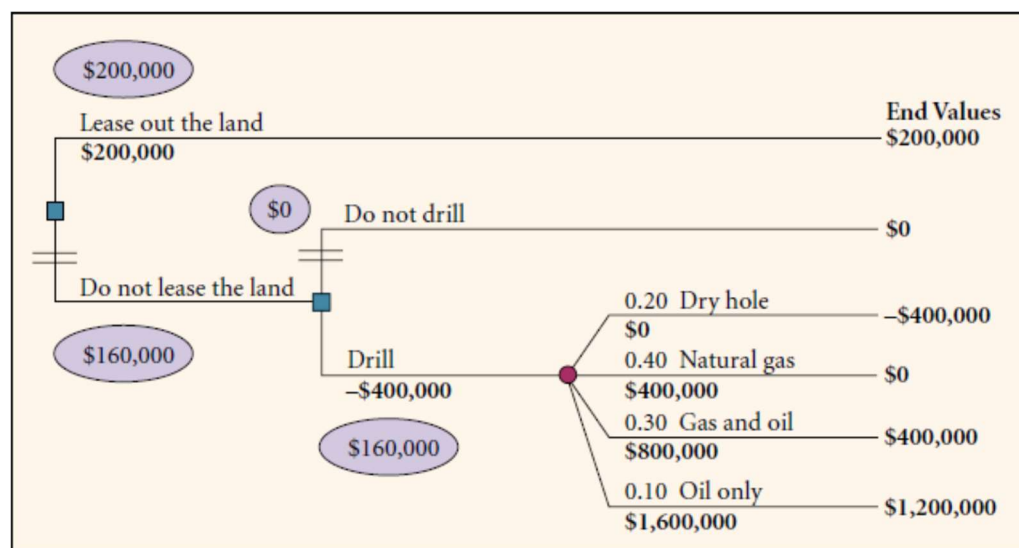 $200,000
Lease out the land
$200,000
End Values
$200,000
$0
Do not drill
$0
Do not lease the land
$160,000
Drill
–$400,000
$160,000
0.20 Dry hole
$0
–$400,000
0.40 Natural gas
$400,000
$0
0.30 Gas and oil
$800,000
$400,000
0.10 Oil only
$1,600,000
$1,200,000